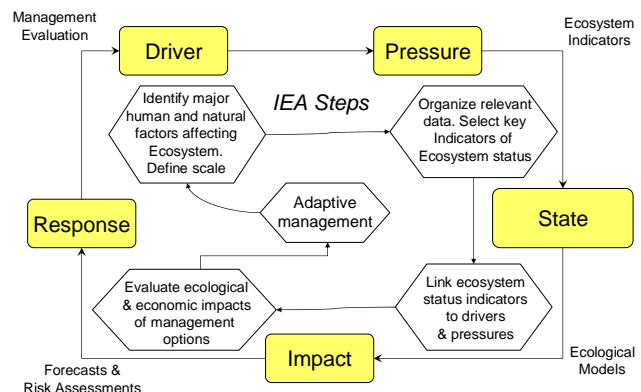 Management
Evaluation
Driver
Pressure
Ecosystem
Indicators
Identify major
human and natural
factors affecting
Ecosystem.
Define scale
IEA Steps
Organize relevant
data. Select key
Indicators of
Ecosystem status
Response
Adaptive
management
State
Evaluate ecological
& economic impacts
of management
options
Link ecosystem
status indicators
to drivers
& pressures
Impact
Forecasts &
Risk Assessments
Ecological
Models